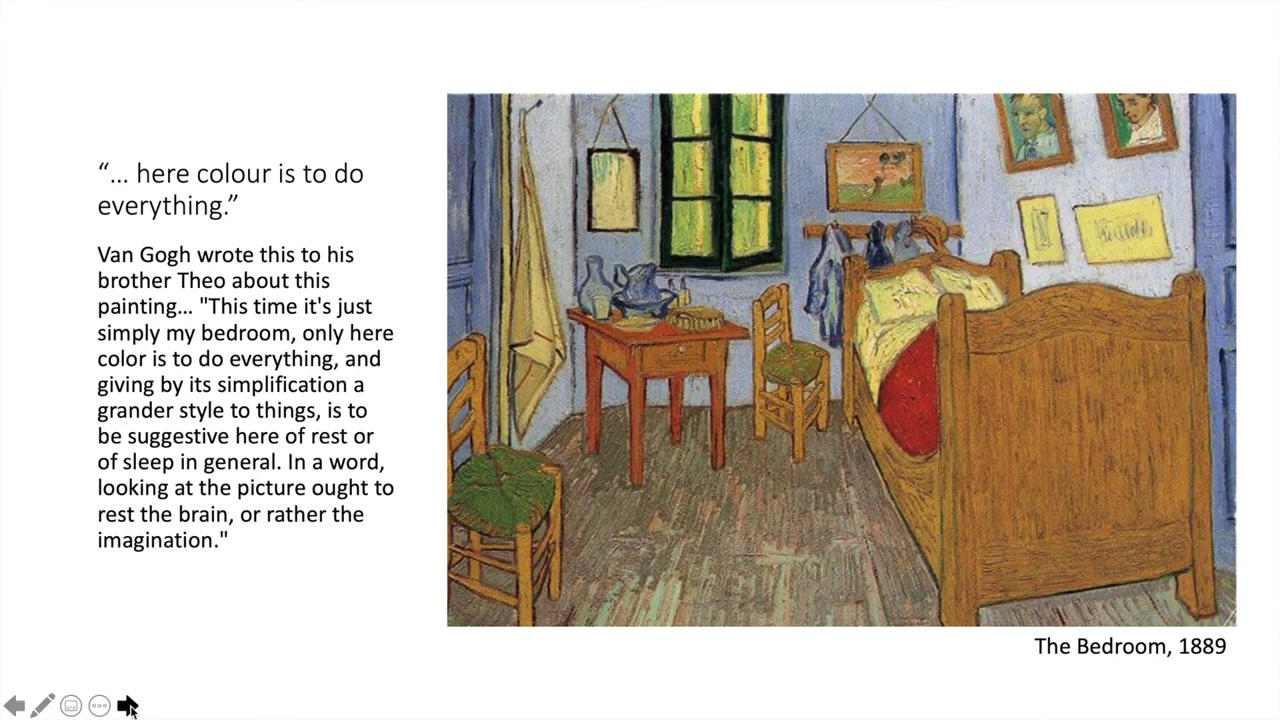 “... here colour is to do
everything.”
Van Gogh wrote this to his
brother Theo about this
painting... "This time it's just
simply my bedroom, only here
color is to do everything, and
giving by its simplification a
grander style to things, is to
be suggestive here of rest or
of sleep in general. In a word,
looking at the picture ought to
rest the brain, or rather the
imagination."
The Bedroom, 1889